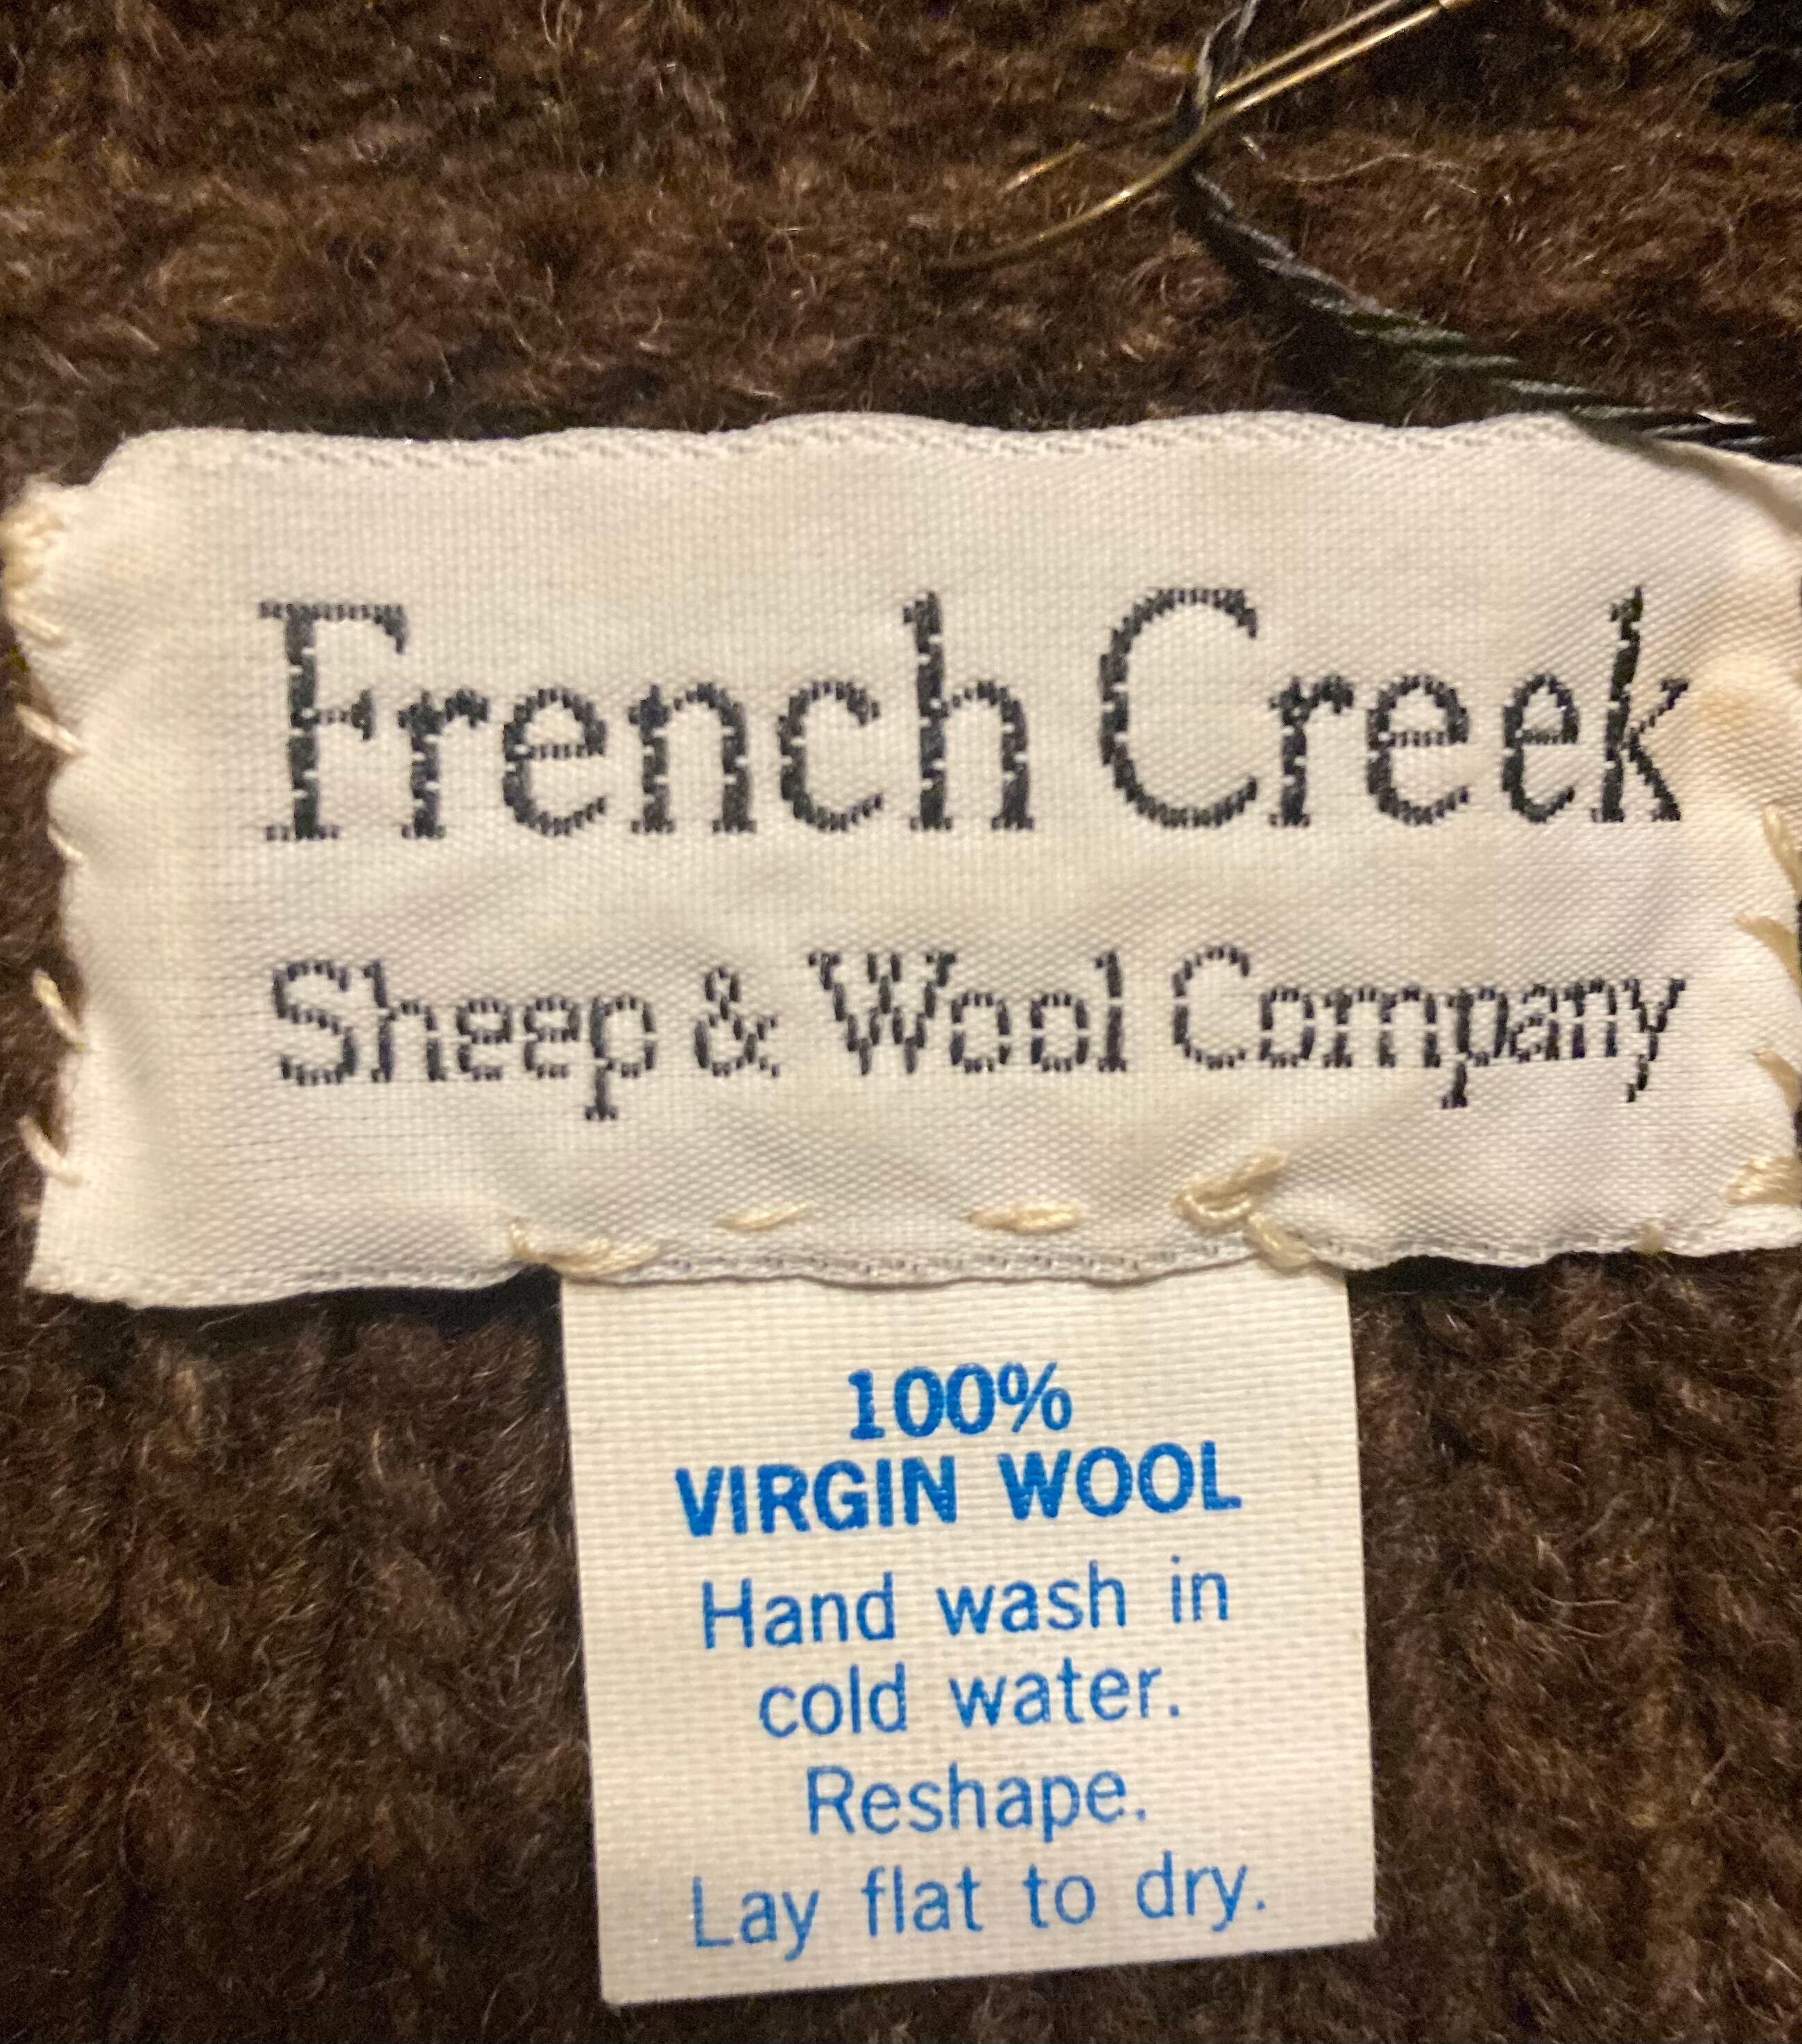 French Creek
Sheep & Wool Company
100%
VIRGIN WOOL
Hand wash in
cold water.
Reshape.
Lay flat to dry.